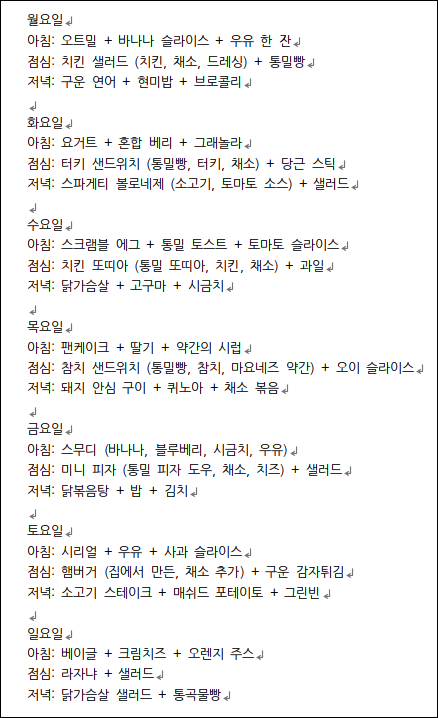 월요일
아침: 오트밀 + 바나나 슬라이스 + 우유 한 잔
점심: 치킨 샐러드 (치킨, 채소, 드레싱) + 통밀빵
저녁: 구운 연어 + 현미밥 + 브로콜리

화요일
아침: 요거트 + 혼합 베리 + 그래놀라
점심: 터키 샌드위치 (통밀빵, 터키, 채소) + 당근 스틱
저녁: 스파게티 볼로네제 (소고기, 토마토 소스) + 샐러드

수요일
아침: 스크램블 에그 + 통밀 토스트 + 토마토 슬라이스
점심: 치킨 또띠아 (통밀 또띠아, 치킨, 채소) + 과일
저녁: 닭가슴살 + 고구마 + 시금치

목요일
아침: 팬케이크 + 딸기 + 약간의 시럽
점심: 참치 샌드위치 (통밀빵, 참치, 마요네즈 약간) + 오이 슬라이스
저녁: 돼지 안심 구이 + 퀴노아 + 채소 볶음

금요일
아침: 스무디 (바나나, 블루베리, 시금치, 우유)
점심: 미니 피자 (통밀 피자 도우, 채소, 치즈) + 샐러드
저녁: 닭볶음탕 + 밥 + 김치

토요일
아침: 시리얼 + 우유 + 사과 슬라이스
점심: 햄버거 (집에서 만든, 채소 추가) + 구운 감자튀김
저녁: 소고기 스테이크 + 매쉬드 포테이토 + 그린빈

일요일
아침: 베이글 + 크림치즈 + 오렌지 주스
점심: 라자냐 + 샐러드
저녁: 닭가슴살 샐러드 + 통곡물빵